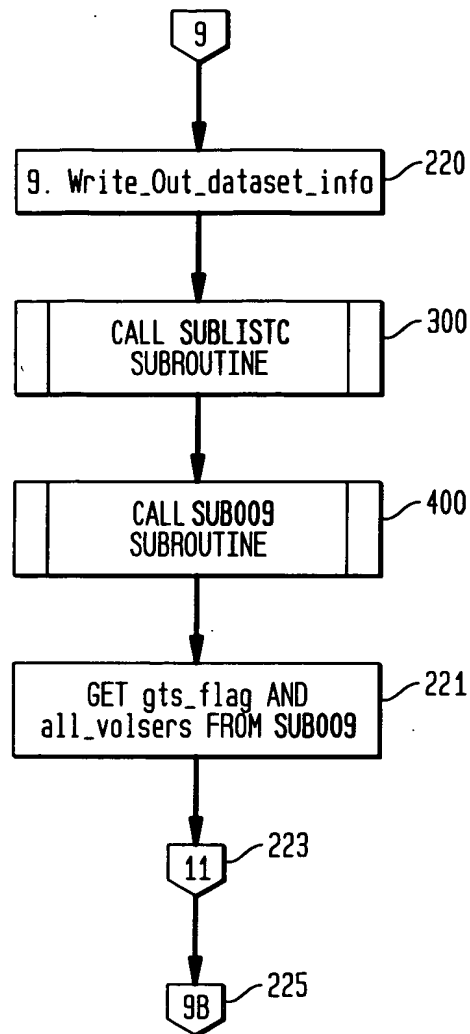 9
9. Write_Out_dataset_info
220
CALL SUBLISTC
SUBROUTINE
300
CALL SUB009
SUBROUTINE
400
GET gts_flag AND
all_volsers FROM SUB009
221
11
223
9B
225